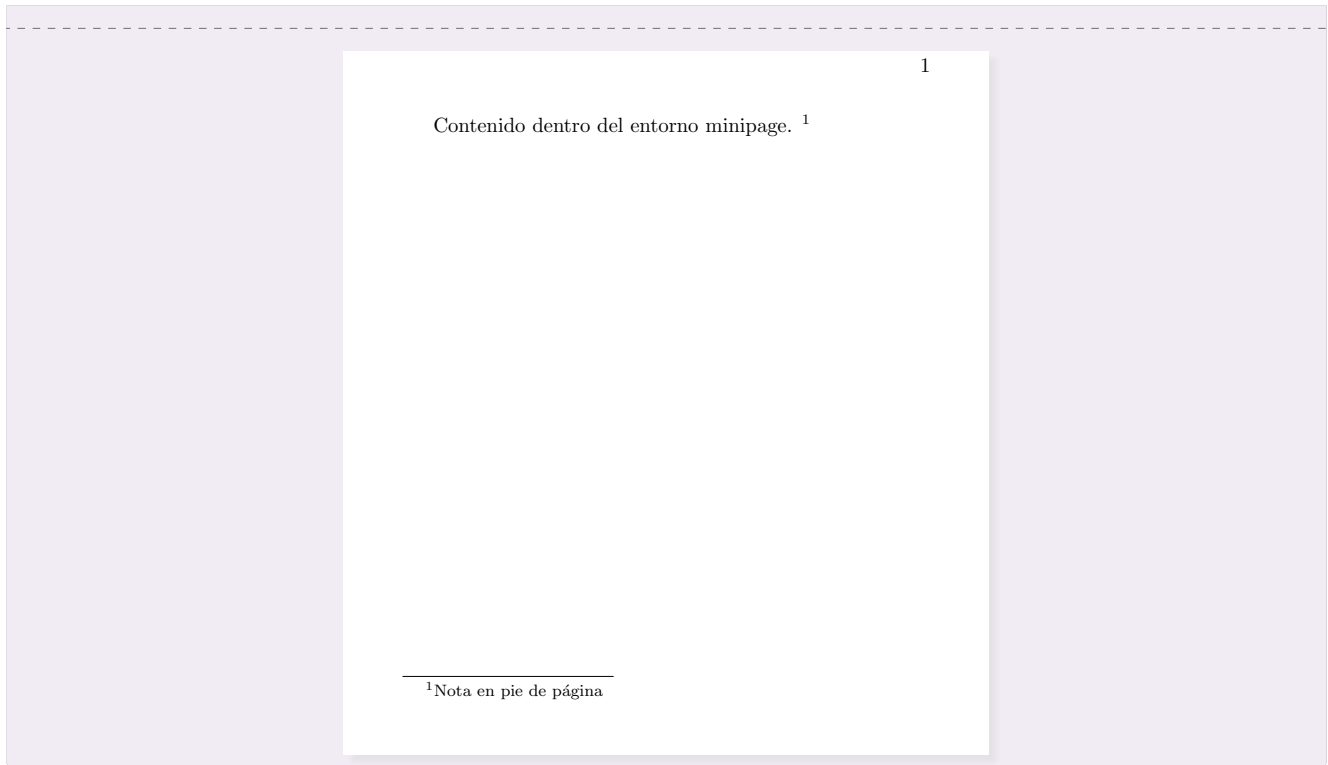 1
Contenido dentro del entorno minipage. ¹
¹Nota en pie de página